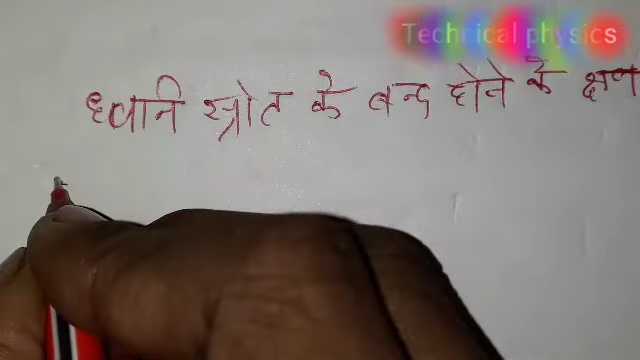 Technical physics
ध्वनि स्रोत के बन्द होने के क्षण